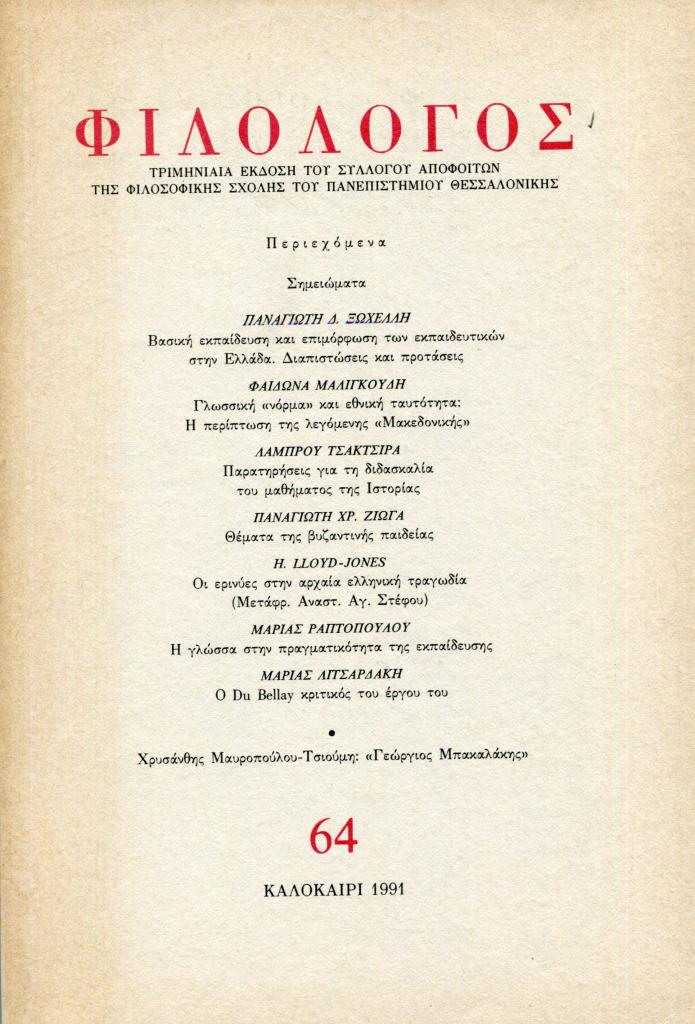 ΦΙΛΟΛΟΓΟΣ
ΤΡΙΜΗΝΙΑΙΑ ΕΚΔΟΣΗ ΤΟΥ ΣΥΛΛΟΓΟΥ ΑΠΟΦΟΙΤΩΝ
ΤΗΣ ΦΙΛΟΣΟΦΙΚΗΣ ΣΧΟΛΗΣ ΤΟΥ ΠΑΝΕΠΙΣΤΗΜΙΟΥ ΘΕΣΣΑΛΟΝΙΚΗΣ
Περιεχόμενα
Σημειώματα
ΠΑΝΑΓΙΩΤΗ Δ. ΞΩΧΕΛΛΗ
Βασική εκπαίδευση και επιμόρφωση των εκπαιδευτικών
στην Ελλάδα. Διαπιστώσεις και προτάσεις
ΦΑΙΔΩΝΑ ΜΑΛΙΓΚΟΥΔΗ
Γλωσσική «νόρμα» και εθνική ταυτότητα:
Η περίπτωση της λεγόμενης «Μακεδονικής»
ΛΑΜΠΡΟΥ ΤΣΑΚΤΣΙΡΑ
Παρατηρήσεις για τη διδασκαλία
του μαθήματος της Ιστορίας
ΠΑΝΑΓΙΩΤΗ ΧΡ. ΖΙΩΓΑ
Θέματα της βυζαντινής παιδείας
H. LLOYD-JONES
Οι ερινύες στην αρχαία ελληνική τραγωδία
(Μετάφρ. Αναστ. Αγ. Στέφου)
ΜΑΡΙΑΣ ΡΑΠΤΟΠΟΥΛΟΥ
Η γλώσσα στην πραγματικότητα της εκπαίδευσης
ΜΑΡΙΑΣ ΛΙΤΣΑΡΔΑΚΗ
Ο Du Bellay κριτικός του έργου του
•
Χρυσάνθης Μαυροπούλου-Τσιούμη: «Γεώργιος Μπακαλάκης»
64
ΚΑΛΟΚΑΙΡΙ 1991